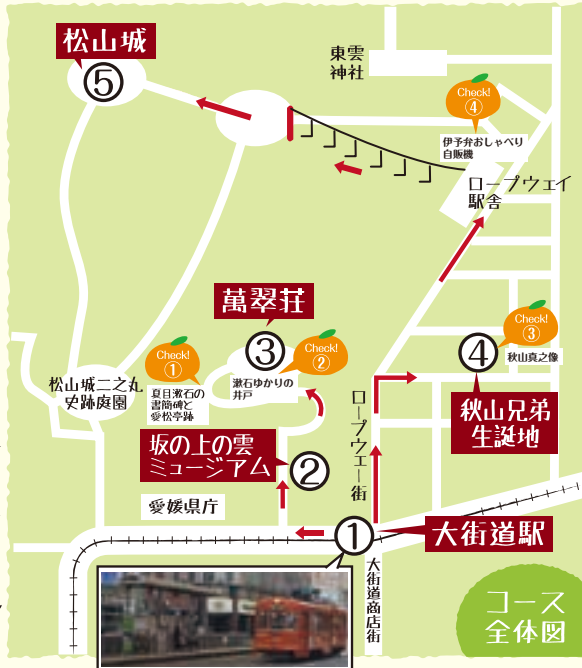 松山城
⑤
東雲
神社
Check!
④
伊予弁おしゃべり
自販機
ロープウェイ
駅舎
萬翠荘
③
Check!
②
漱石ゆかりの
井戸
Check!
①
夏目漱石の
書簡碑と
愛松亭跡
松山城二之丸
史跡庭園
Check!
③
秋山真之像
④
秋山兄弟
生誕地
ロープウェー街
坂の上の雲
ミュージアム
②
愛媛県庁
①
大街道駅
大街道商店街
コース
全体図